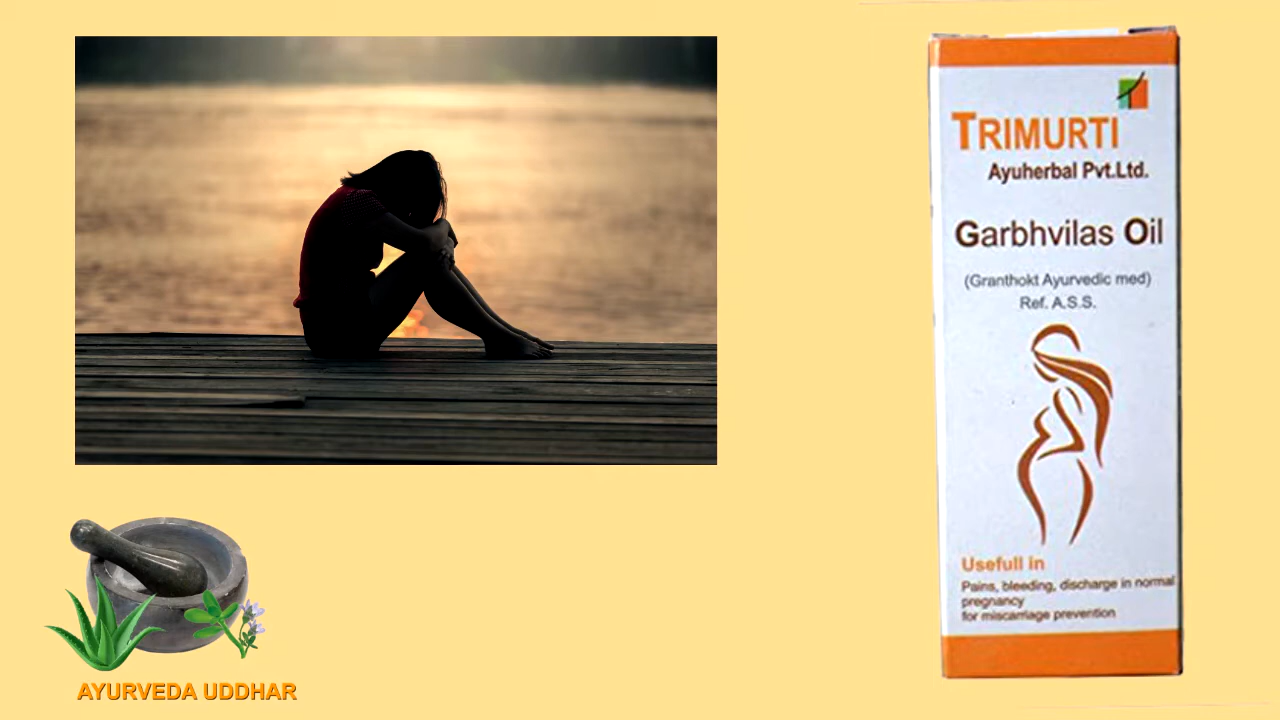 TRIMURTI
Ayuherbal Pvt.Ltd.
Garbhvilas Oil
(Granthokt Ayurvedic med)
Ref. A.S.S.
Usefull in
Pains, bleeding, discharge in normal
pregnancy
for miscarriage prevention
AYURVEDA UDDHAR